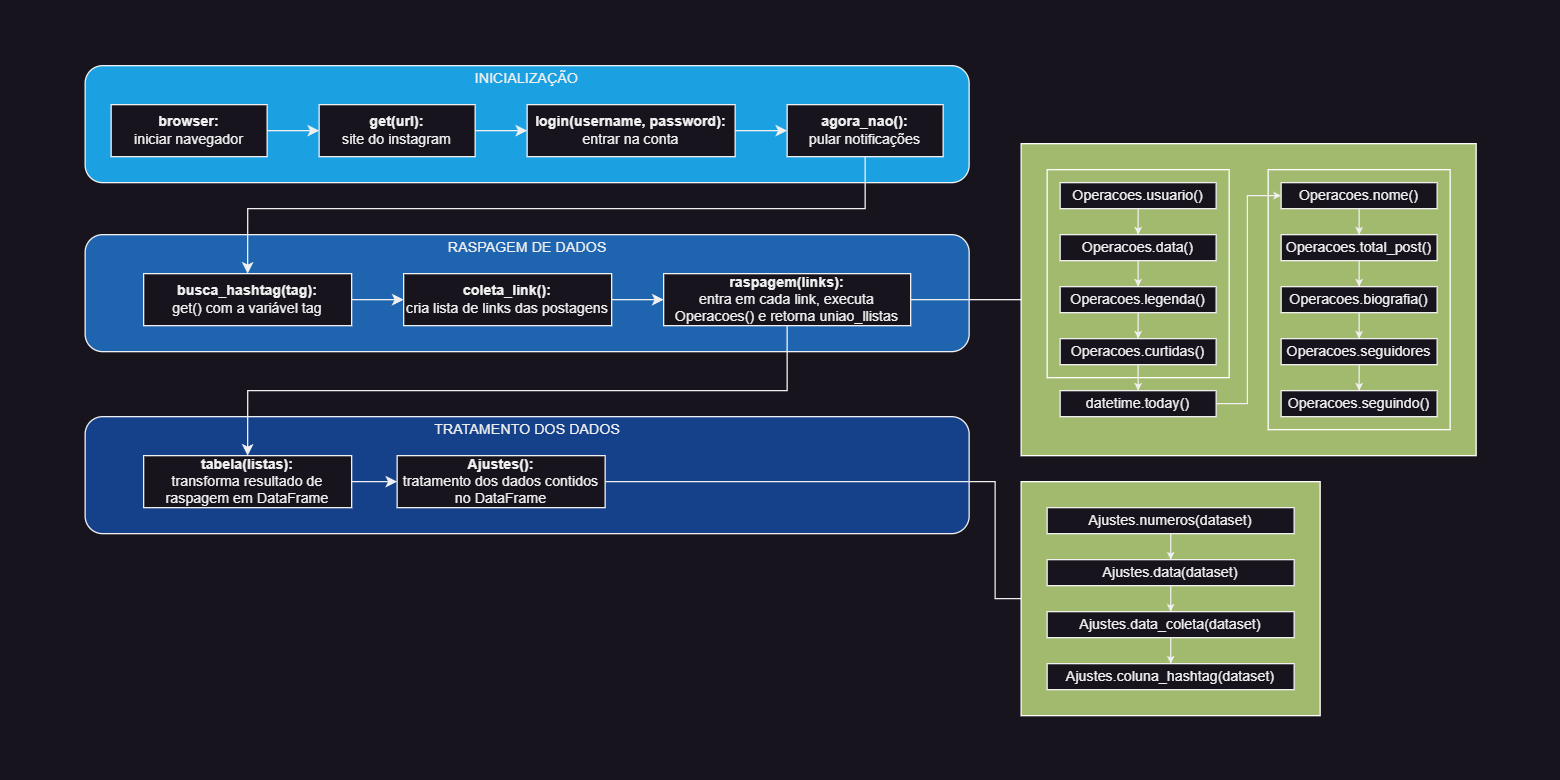 INICIALIZAÇÃO
browser:
iniciar navegador
get(url):
site do instagram
login(username, password):
entrar na conta
agora_nao():
pular notificações
RASPAGEM DE DADOS
busca_hashtag(tag):
get() com a variável tag
coleta_link():
cria lista de links das postagens
raspagem(links):
entra em cada link, executa
Operacoes() e retorna uniao_llistas
Operacoes.usuario()
Operacoes.data()
Operacoes.legenda()
Operacoes.curtidas()
datetime.today()
Operacoes.nome()
Operacoes.total_post()
Operacoes.biografia()
Operacoes.seguidores
Operacoes.seguindo()
TRATAMENTO DOS DADOS
tabela(listas):
transforma resultado de
raspagem em DataFrame
Ajustes():
tratamento dos dados contidos
no DataFrame
Ajustes.numeros(dataset)
Ajustes.data(dataset)
Ajustes.data_coleta(dataset)
Ajustes.coluna_hashtag(dataset)